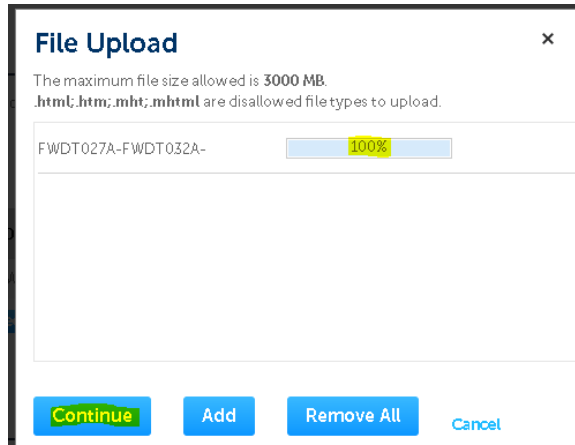 File Upload
×
The maximum file size allowed is 3000 MB.
.html;.htm;.mht;.mhtml are disallowed file types to upload.
FWDT027A-FWDT032A- 100%
Continue Add Remove All Cancel